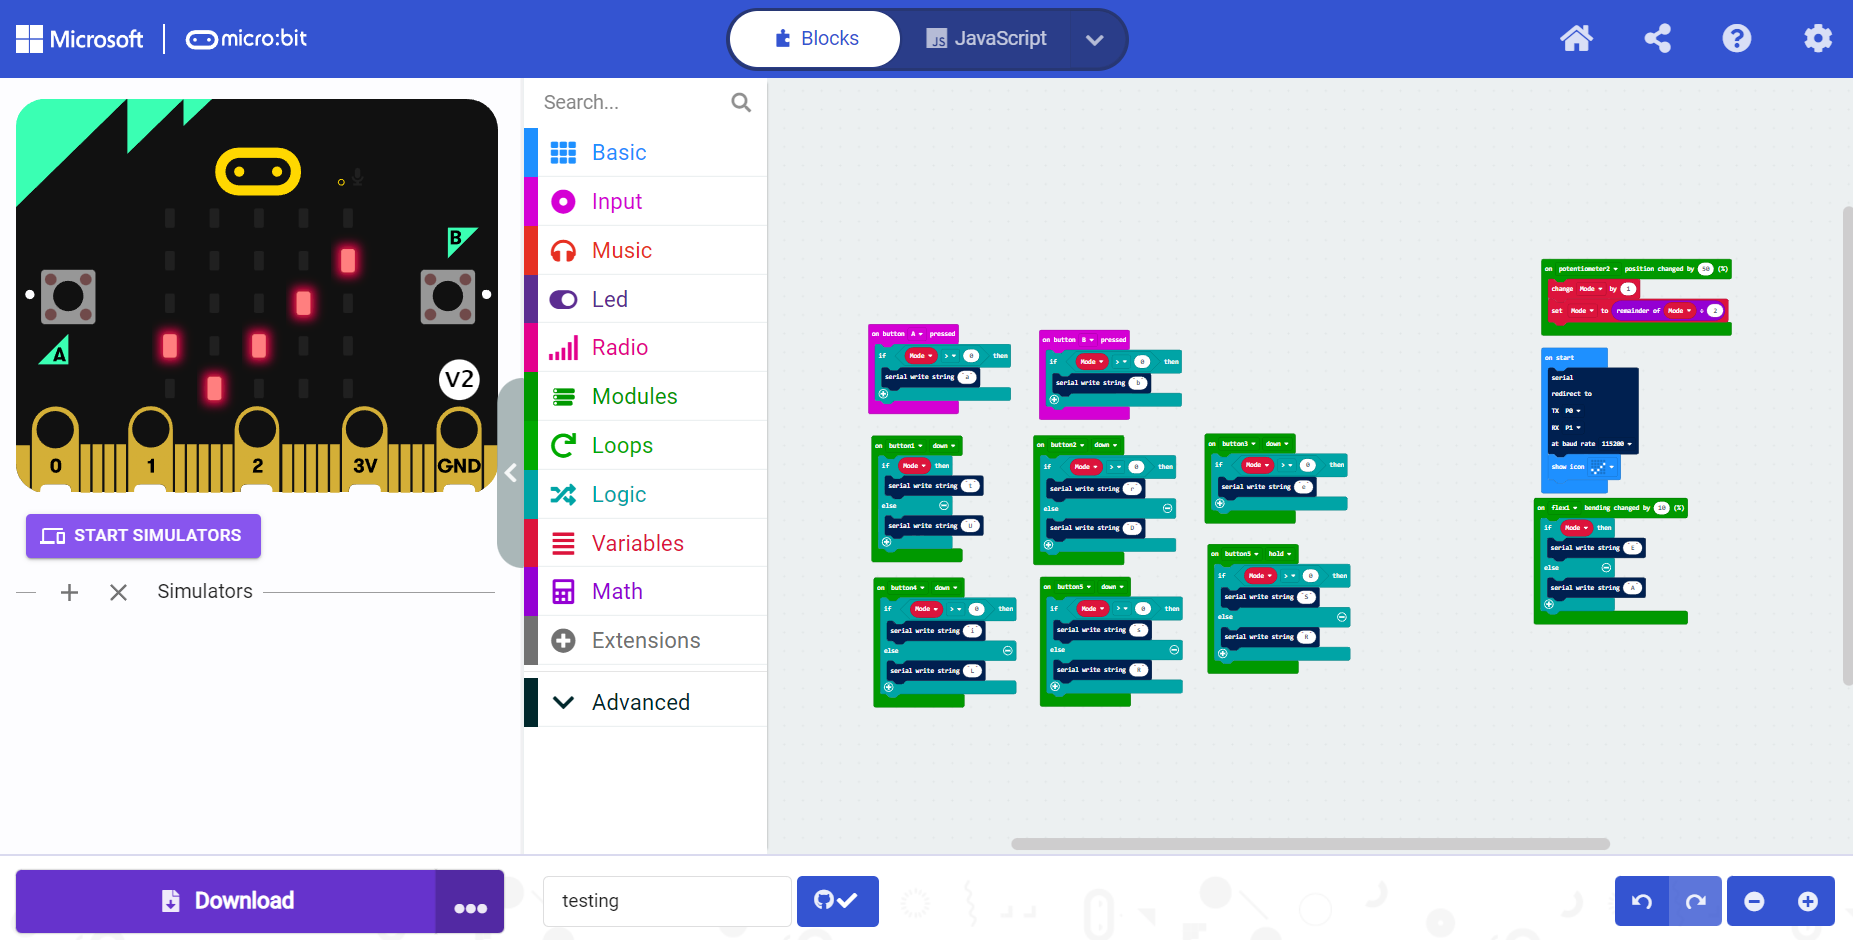 Microsoft
micro:bit
Blocks
JavaScript
Search...
Basic
Input
Music
Led
Radio
Modules
Loops
Logic
Variables
Math
Extensions
Advanced
A
B
V2
0
1
2
3V
GND
START SIMULATORS
Simulators
on button A pressed
if Mode > 0 then
serial write string a
on button B pressed
if Mode > 0 then
serial write string b
on button1 down
if Mode then
serial write string t
else
serial write string U
on button2 down
if Mode > 0 then
serial write string r
else
serial write string D
on button3 down
if Mode > 0 then
serial write string e
on button4 down
if Mode > 0 then
serial write string i
else
serial write string L
on button5 down
if Mode > 0 then
serial write string s
else
serial write string R
on button5 hold
if Mode > 0 then
serial write string S
else
serial write string R
on potentiometer2 position changed by 50 (%)
change Mode by 1
set Mode to remainder of Mode ÷ 2
on start
serial
redirect to
TX P0
RX P1
at baud rate 115200
show icon
on flex1 bending changed by 10 (%)
if Mode then
serial write string E
else
serial write string A
Download
testing